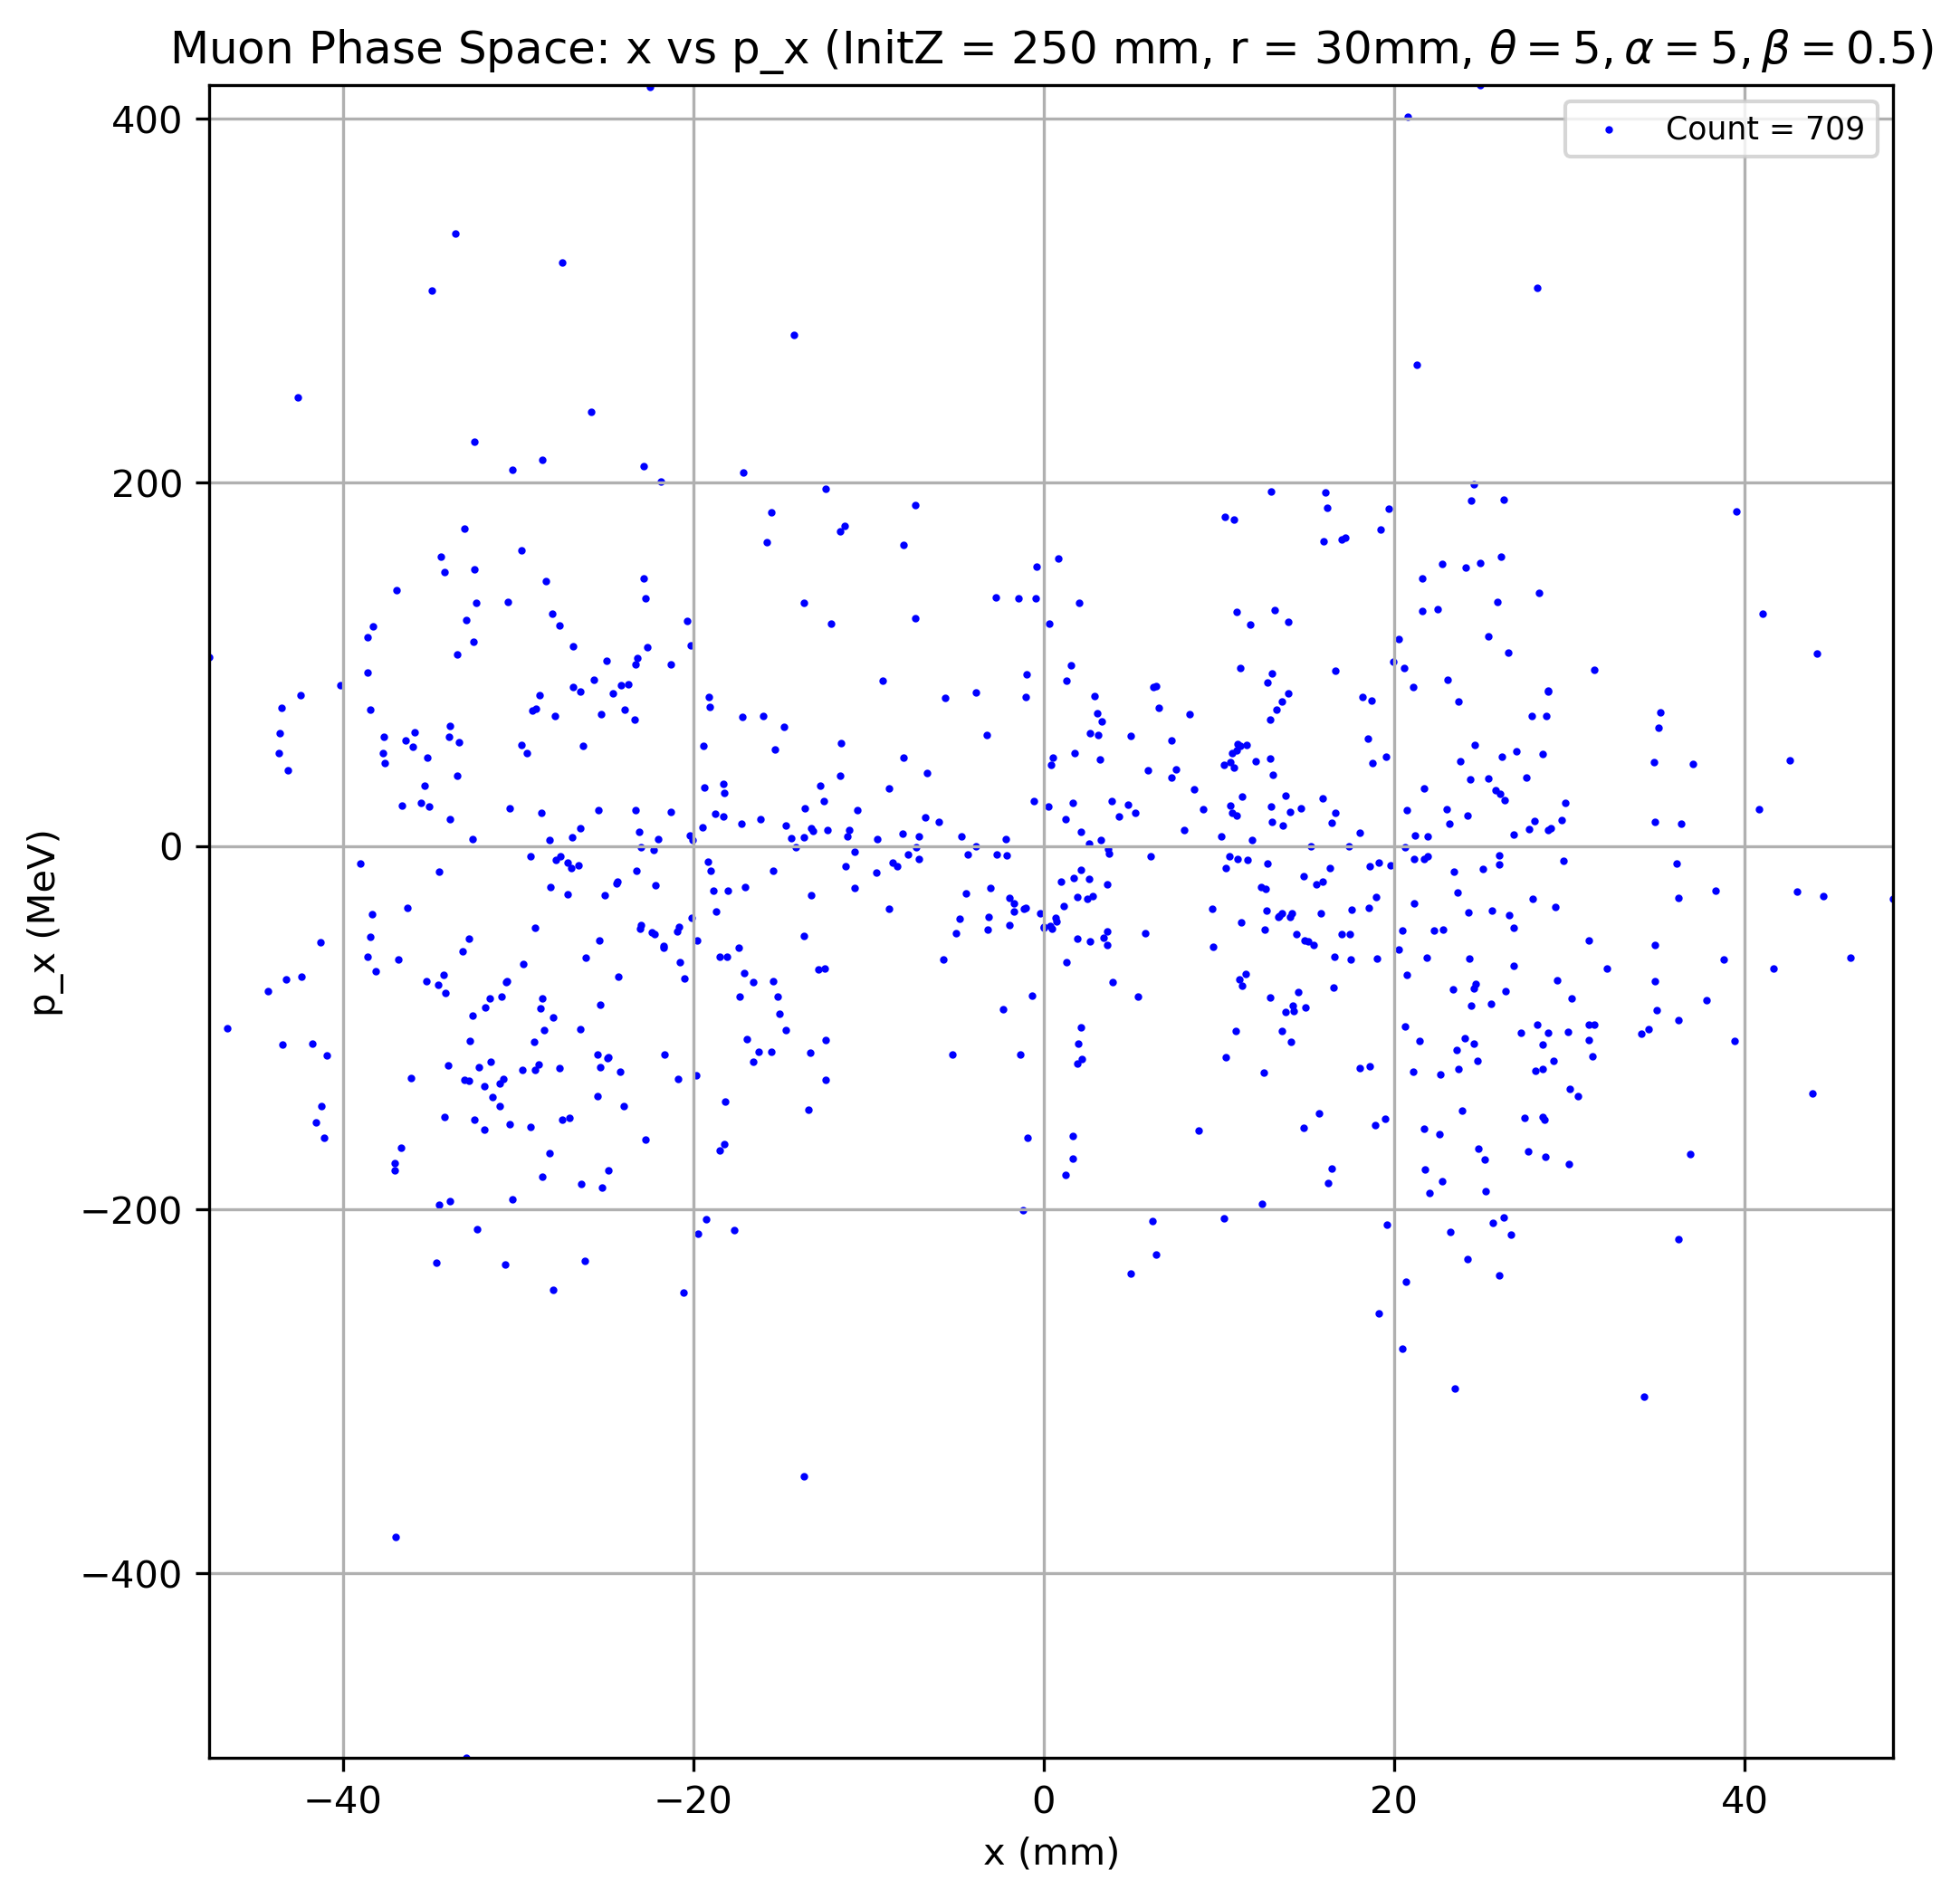 Muon Phase Space: x vs p_x (InitZ = 250 mm, r = 30mm, θ = 5, α = 5, β = 0.5)
Count = 709
400
200
0
−200
−400
p_x (MeV)
−40 −20 0 20 40
x (mm)